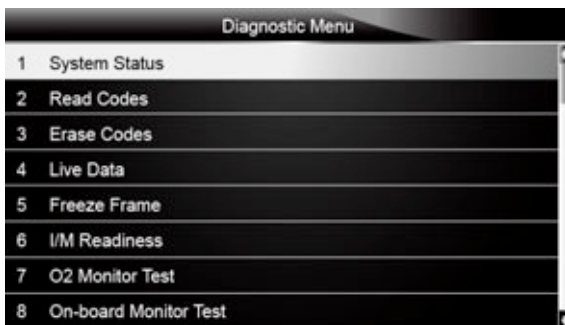 Diagnostic Menu
1 System Status
2 Read Codes
3 Erase Codes
4 Live Data
5 Freeze Frame
6 I/M Readiness
7 O2 Monitor Test
8 On-board Monitor Test